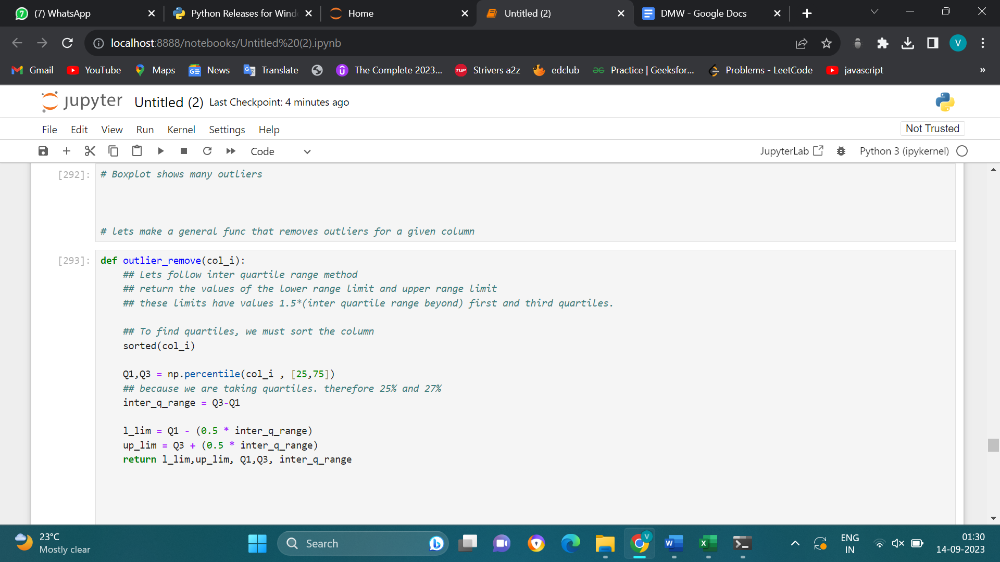 (7) WhatsApp
Python Releases for Wind
Home
Untitled (2)
DMW - Google Docs
localhost:8888/notebooks/Untitled%20(2).ipynb
V
Gmail
YouTube
Maps
News
Translate
The Complete 2023...
Strivers a2z
edclub
Practice | Geeksfor...
Problems - LeetCode
javascript
»
jupyter
Untitled (2)
Last Checkpoint: 4 minutes ago
File Edit View Run Kernel Settings Help
Not Trusted
Code
JupyterLab
Python 3 (ipykernel)
[292]:
# Boxplot shows many outliers
# lets make a general func that removes outliers for a given column
[293]:
def outlier_remove(col_i):
## Lets follow inter quartile range method
## return the values of the lower range limit and upper range limit
## these limits have values 1.5*(inter quartile range beyond) first and third quartiles.
## To find quartiles, we must sort the column
sorted(col_i)
Q1,Q3 = np.percentile(col_i , [25,75])
## because we are taking quartiles. therefore 25% and 27%
inter_q_range = Q3-Q1
l_lim = Q1 - (0.5 * inter_q_range)
up_lim = Q3 + (0.5 * inter_q_range)
return l_lim,up_lim, Q1,Q3, inter_q_range
23°C
Mostly clear
Search
ENG
IN
01:30
14-09-2023